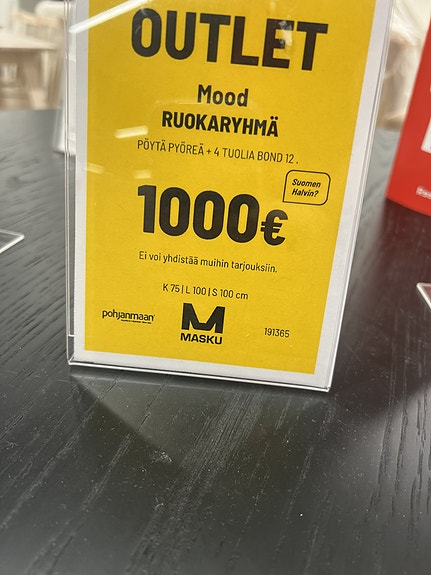 OUTLET
Mood
RUOKARYHMÄ
PÖYTÄ PYÖREÄ + 4 TUOLIA BOND 12 .
Suomen
Halvin?
1000€
Ei voi yhdistää muihin tarjouksiin.
K 75 | L 100 | S 100 cm
pohjanmaan
MASKU
191365